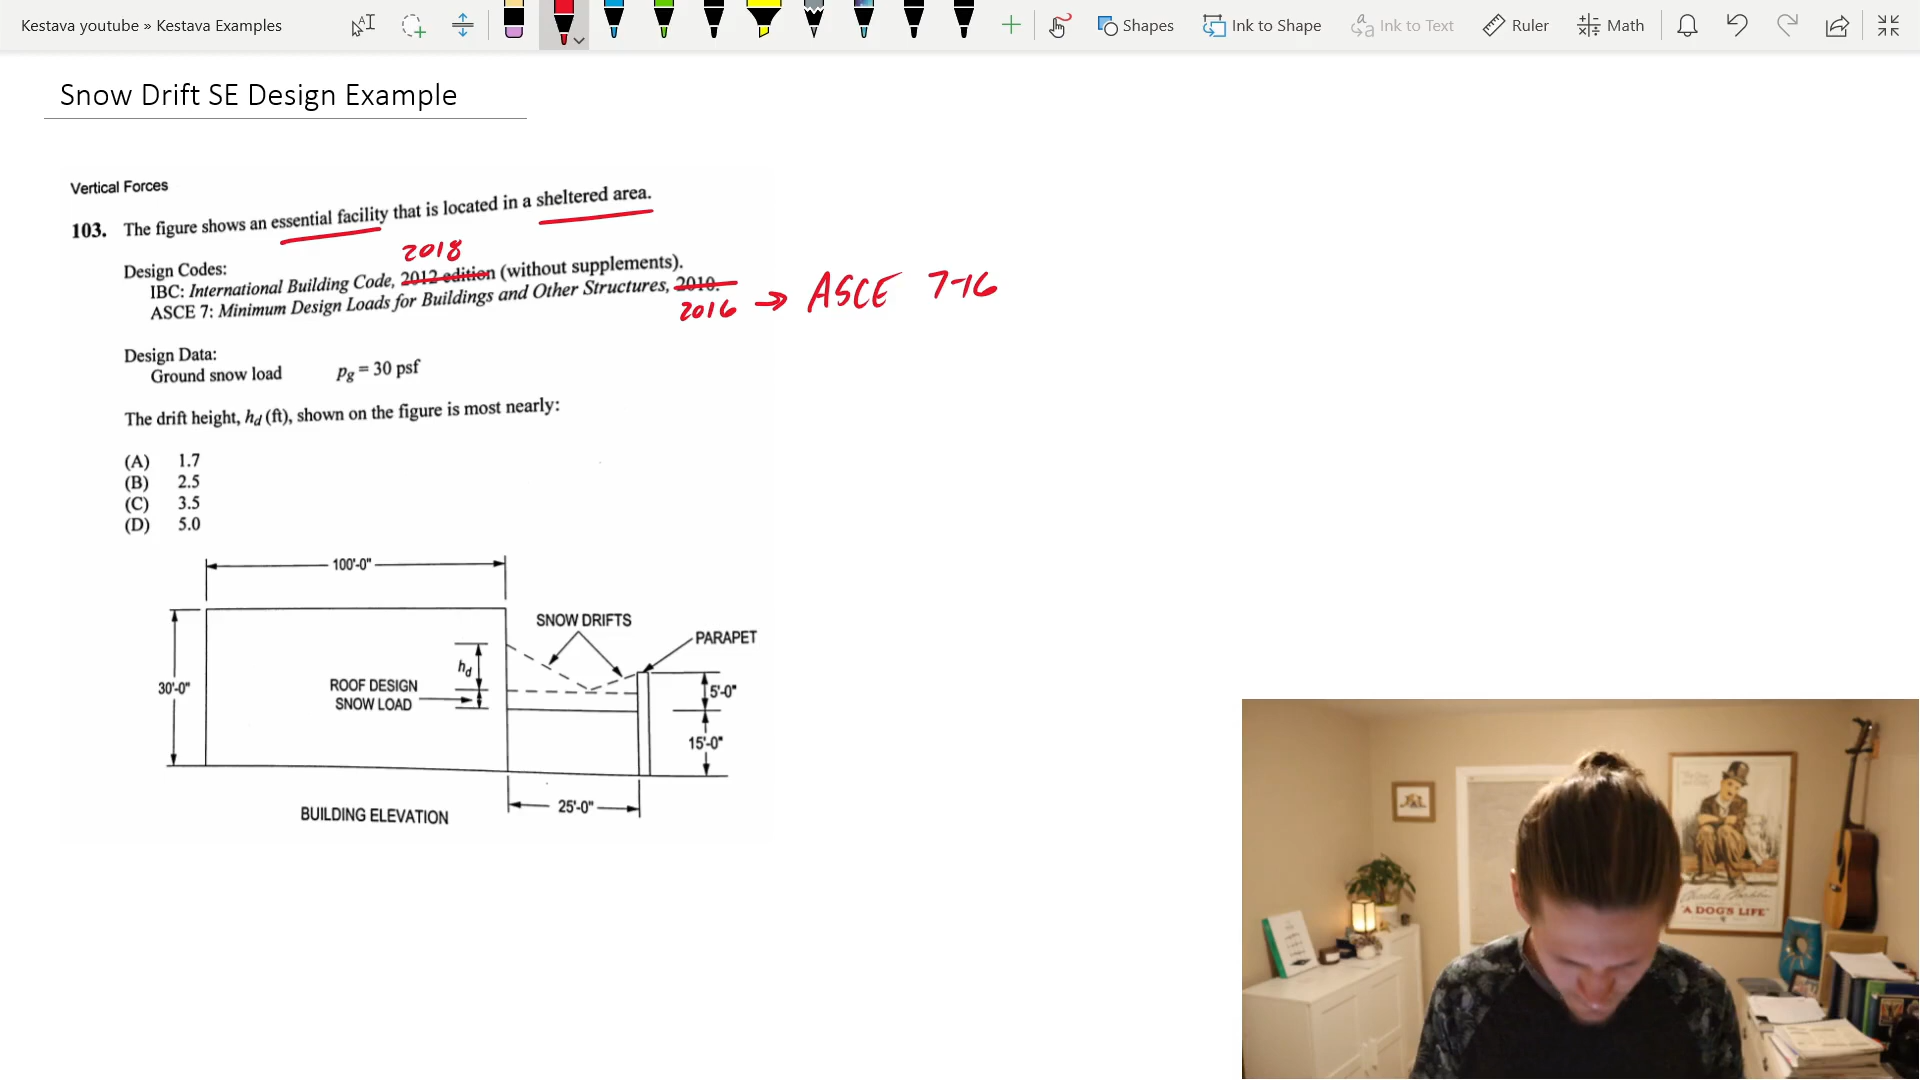 Kestava youtube » Kestava Examples
Shapes
Ink to Shape
Ink to Text
Ruler
Math
Snow Drift SE Design Example
Vertical Forces
103. The figure shows an essential facility that is located in a sheltered area.
2018
Design Codes:
IBC: International Building Code, 2012 edition (without supplements).
ASCE 7: Minimum Design Loads for Buildings and Other Structures, 2010.
2016 → ASCE 7-16
Design Data:
Ground snow load pg = 30 psf
The drift height, hd (ft), shown on the figure is most nearly:
(A) 1.7
(B) 2.5
(C) 3.5
(D) 5.0
100'-0"
SNOW DRIFTS
PARAPET
hd
30'-0"
ROOF DESIGN
SNOW LOAD
5'-0"
15'-0"
25'-0"
BUILDING ELEVATION
"A DOG'S LIFE"